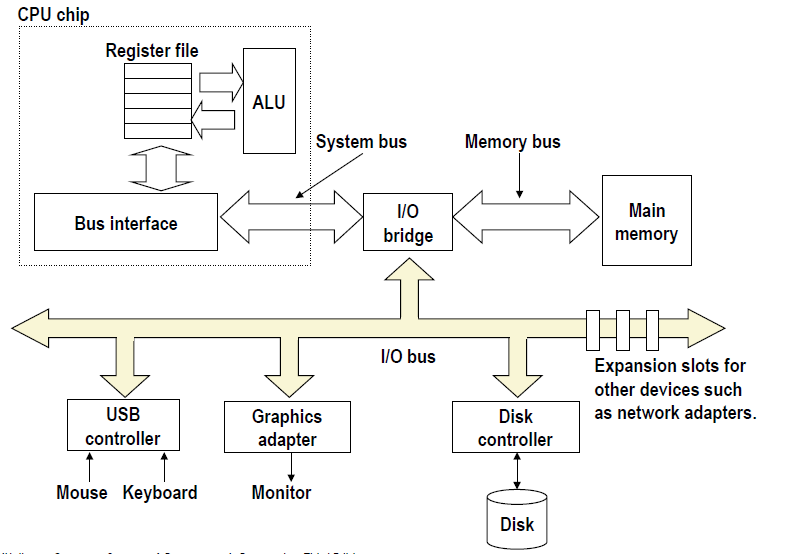 CPU chip
Register file
ALU
System bus
Memory bus
Bus interface
I/O
bridge
Main
memory
I/O bus
Expansion slots for
other devices such
as network adapters.
USB
controller
Graphics
adapter
Disk
controller
Mouse
Keyboard
Monitor
Disk